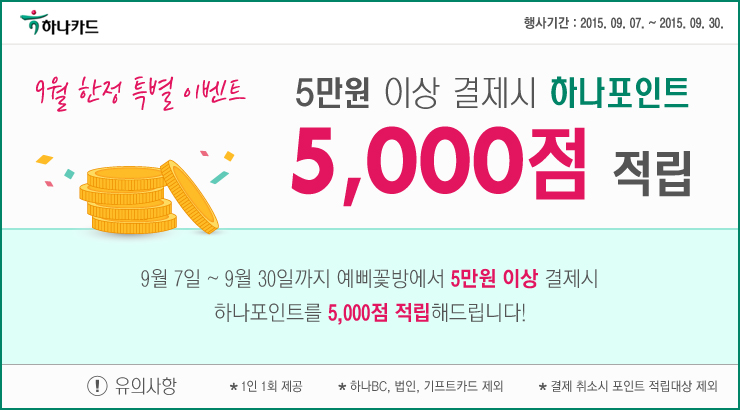 하나카드
행사기간 : 2015. 09. 07. ~ 2015. 09. 30.
9월 한정 특별 이벤트
5만원 이상 결제시 하나포인트
5,000점 적립
9월 7일 ~ 9월 30일까지 예삐꽃방에서 5만원 이상 결제시
하나포인트를 5,000점 적립해드립니다!
! 유의사항 * 1인 1회 제공 * 하나BC, 법인, 기프트카드 제외 * 결제 취소시 포인트 적립대상 제외